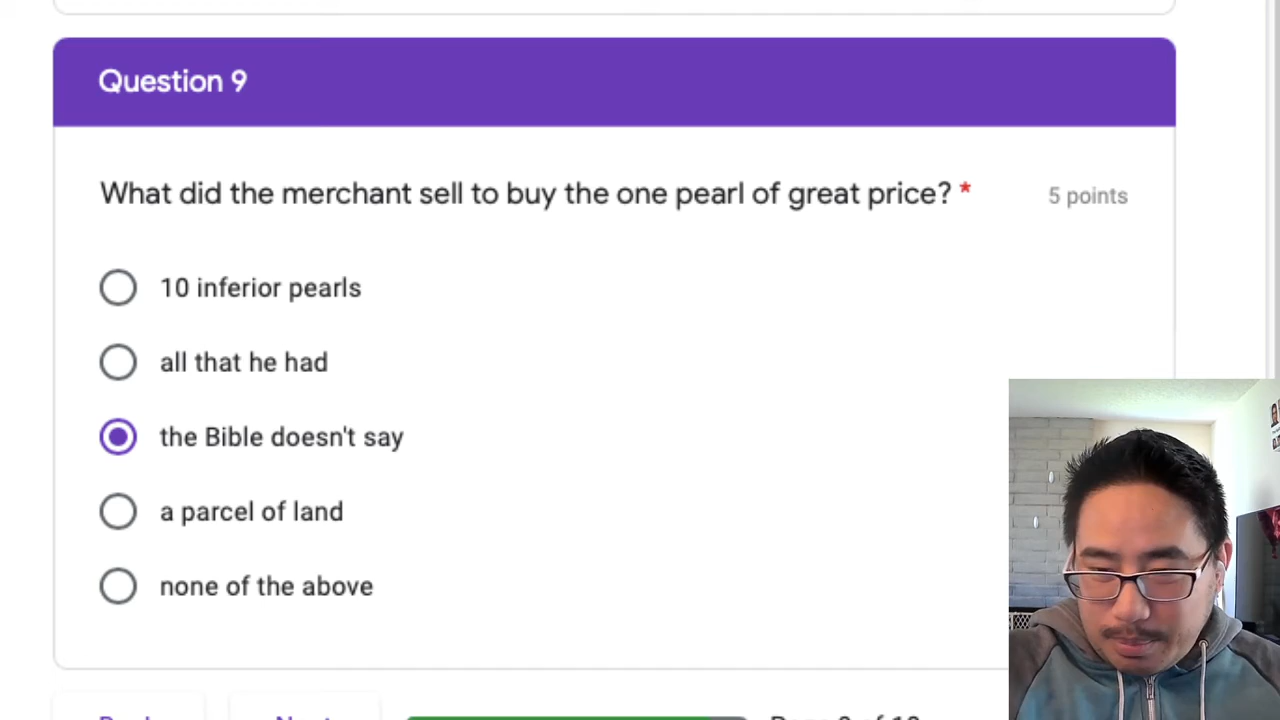 Question 9
What did the merchant sell to buy the one pearl of great price? *
5 points
10 inferior pearls
all that he had
the Bible doesn't say
a parcel of land
none of the above